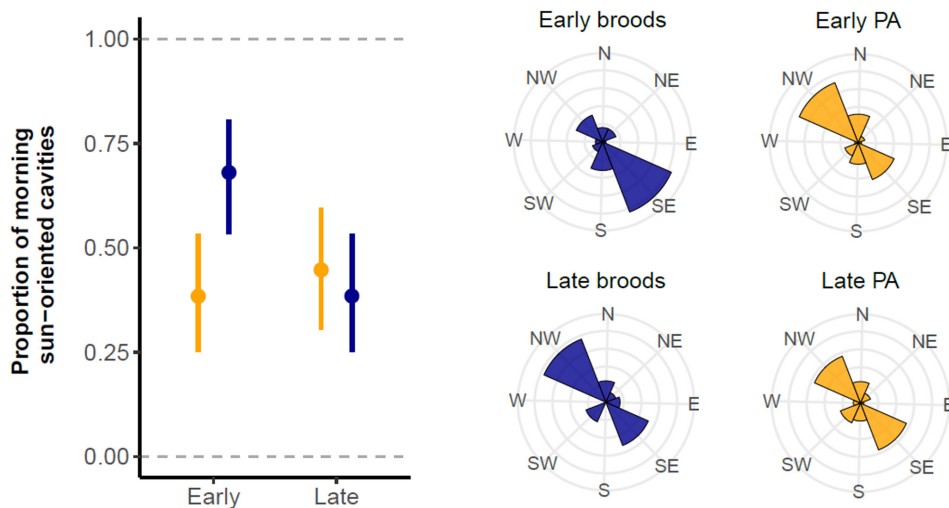 Proportion of morning
sun−oriented cavities
1.00
0.75
0.50
0.25
0.00
Early
Late
Early broods
N
NE
E
SE
S
SW
W
NW
Early PA
N
NE
E
SE
S
SW
W
NW
Late broods
N
NE
E
SE
S
SW
W
NW
Late PA
N
NE
E
SE
S
SW
W
NW